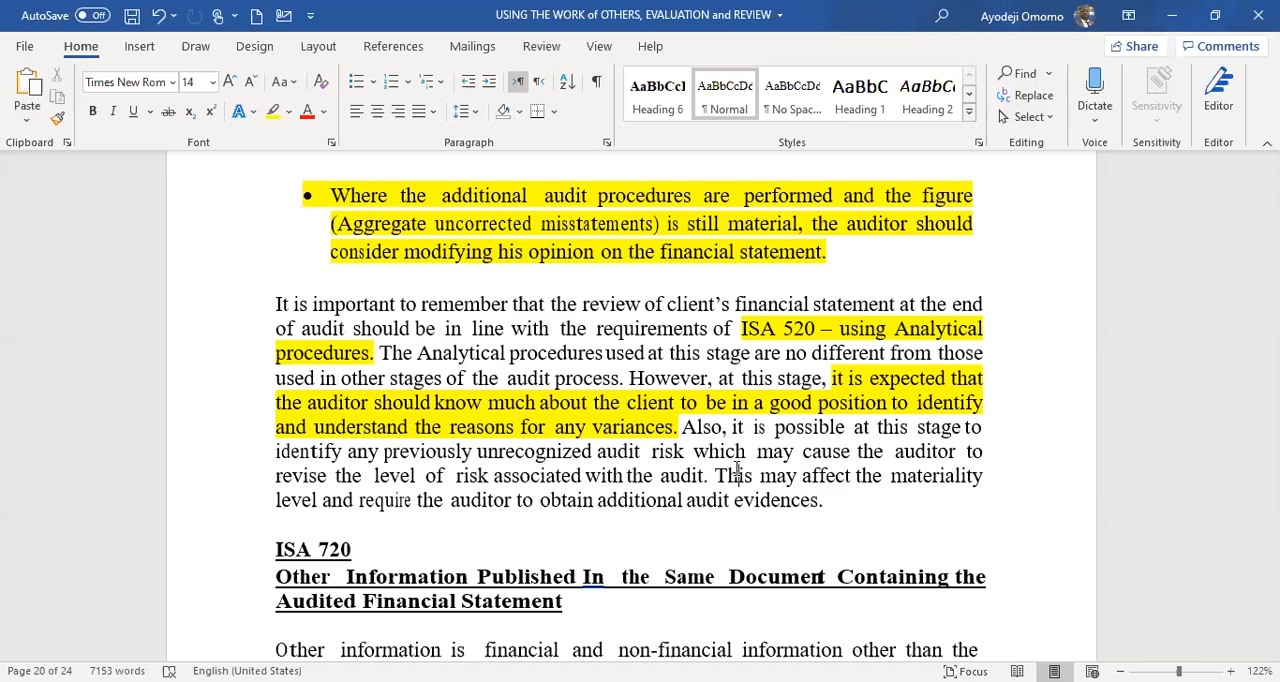 AutoSave Off USING THE WORK of OTHERS, EVALUATION and REVIEW Ayodeji Omomo
File Home Insert Draw Design Layout References Mailings Review View Help Share Comments
Paste Times New Rom 14 Aa
B I U ab x₂ x² A A
AaBbCcI AaBbCcDc AaBbCcDd AaBbC AaBbCc
Heading 6 ¶ Normal ¶ No Spac... Heading 1 Heading 2
Find
Replace
Select
Dictate Sensitivity Editor
Clipboard Font Paragraph Styles Editing Voice Sensitivity Editor
• Where the additional audit procedures are performed and the figure
(Aggregate uncorrected misstatements) is still material, the auditor should
consider modifying his opinion on the financial statement.
It is important to remember that the review of client’s financial statement at the end
of audit should be in line with the requirements of ISA 520 – using Analytical
procedures. The Analytical procedures used at this stage are no different from those
used in other stages of the audit process. However, at this stage, it is expected that
the auditor should know much about the client to be in a good position to identify
and understand the reasons for any variances. Also, it is possible at this stage to
identify any previously unrecognized audit risk which may cause the auditor to
revise the level of risk associated with the audit. This may affect the materiality
level and require the auditor to obtain additional audit evidences.
ISA 720
Other Information Published In the Same Document Containing the
Audited Financial Statement
Other information is financial and non-financial information other than the
Page 20 of 24 7153 words English (United States) Focus 122%